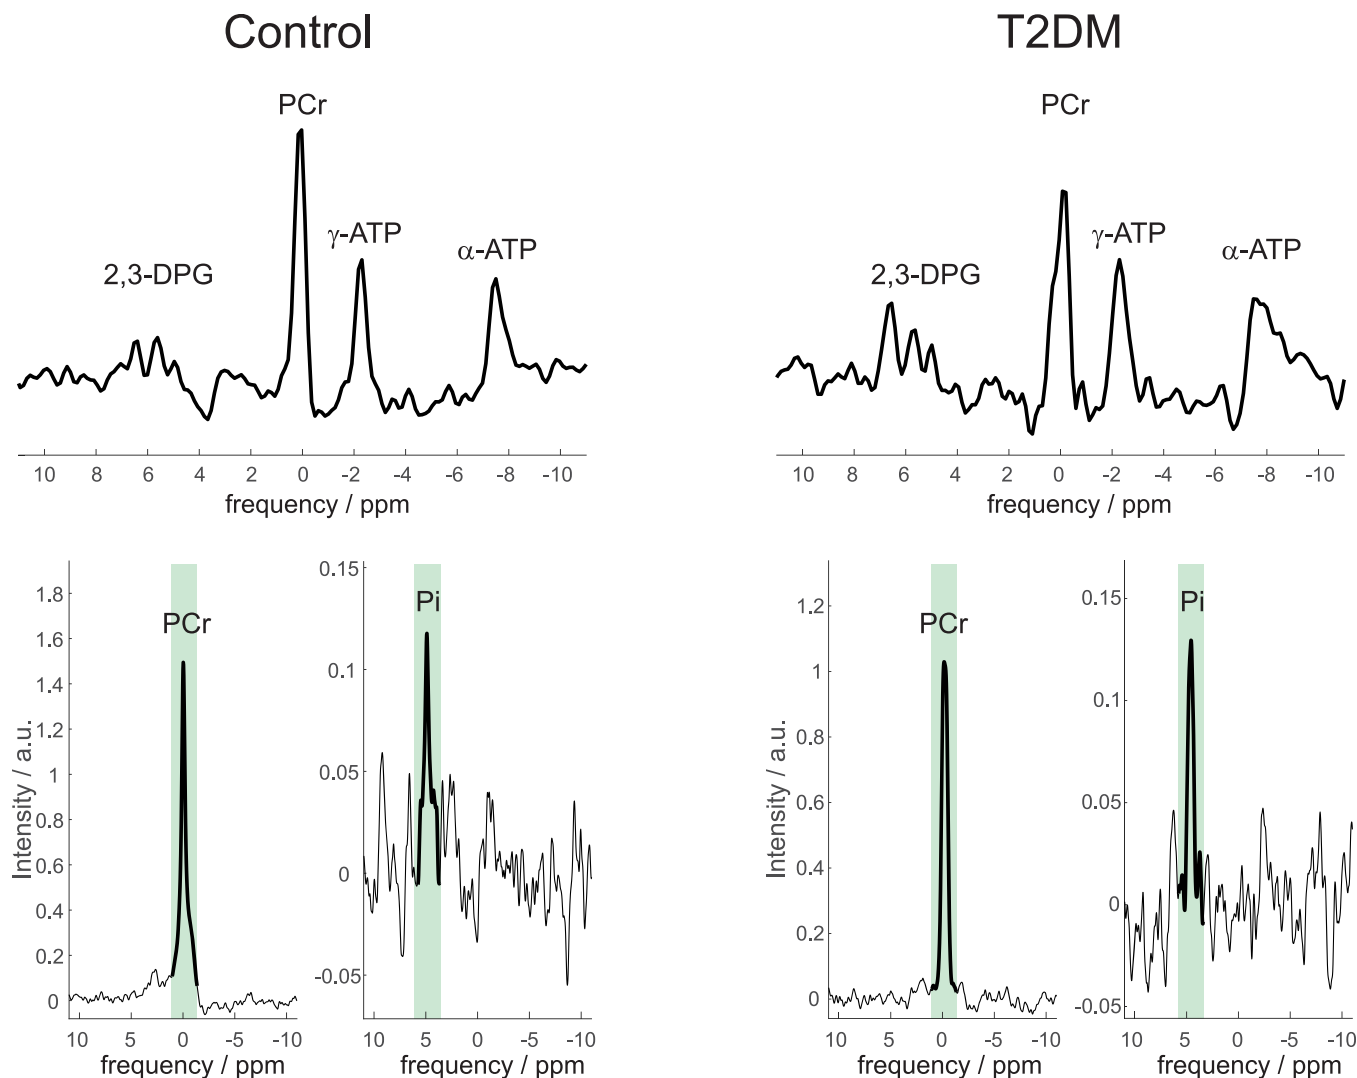 Control
T2DM
PCr
γ-ATP
α-ATP
2,3-DPG
10 8 6 4 2 0 -2 -4 -6 -8 -10
frequency / ppm
PCr
γ-ATP
α-ATP
2,3-DPG
10 8 6 4 2 0 -2 -4 -6 -8 -10
frequency / ppm
Intensity / a.u.
1.8
1.6
1.4
1.2
1
0.8
0.6
0.4
0.2
0
PCr
10 5 0 -5 -10
frequency / ppm
0.15
0.1
0.05
0
-0.05
Pi
10 5 0 -5 -10
frequency / ppm
Intensity / a.u.
1.2
1
0.8
0.6
0.4
0.2
0
PCr
10 5 0 -5 -10
frequency / ppm
0.15
0.1
0.05
0
-0.05
Pi
10 5 0 -5 -10
frequency / ppm